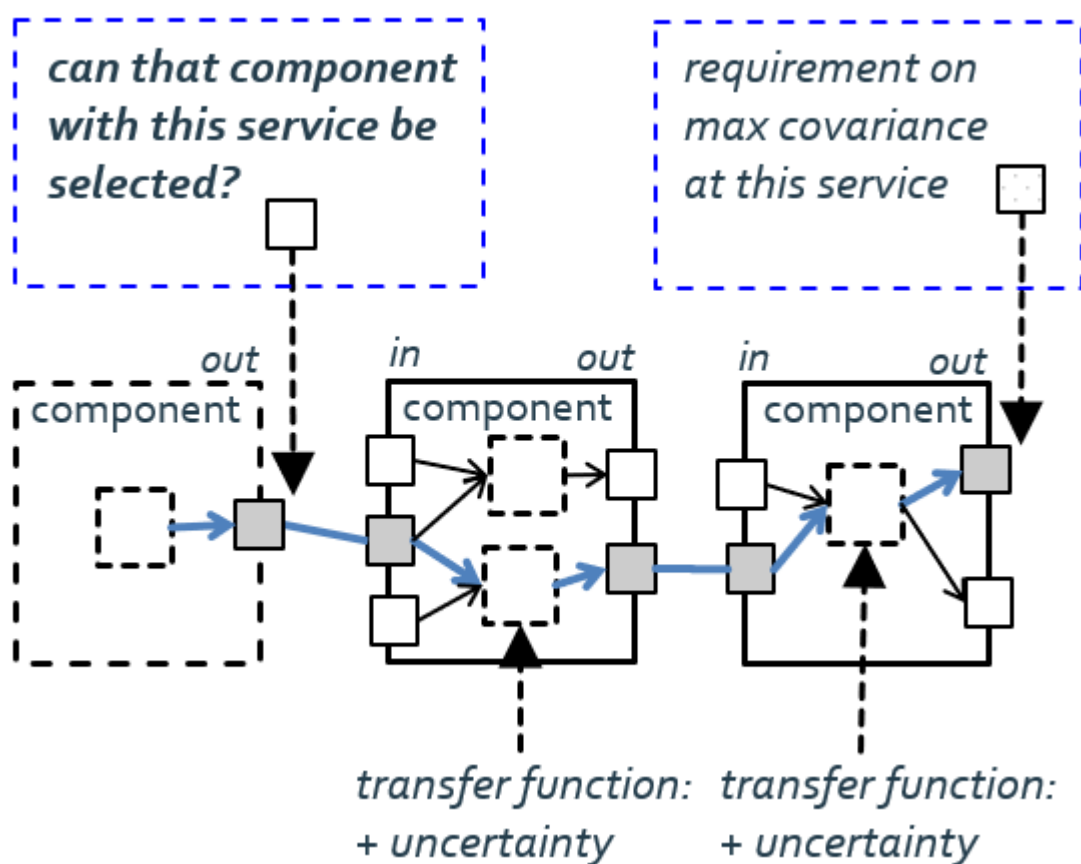 can that component
with this service be
selected?
requirement on
max covariance
at this service
out
in
out
in
out
component
component
component
transfer function:
+ uncertainty
transfer function:
+ uncertainty